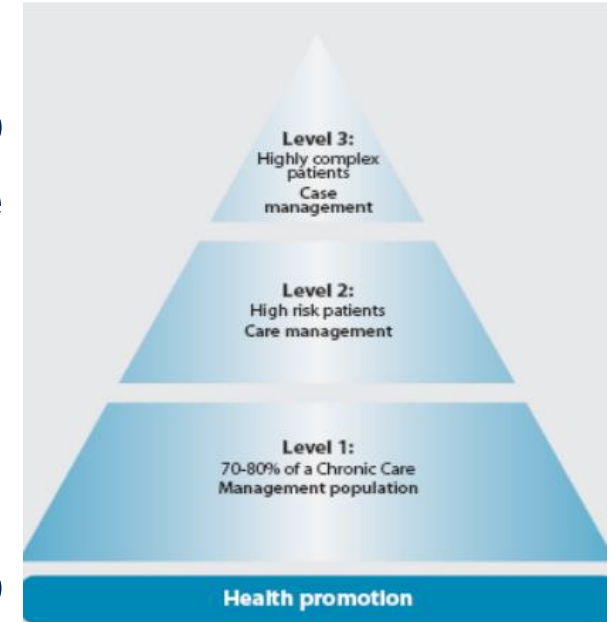 Level 3:
Highly complex
patients
Case
management
Level 2:
High risk patients
Care management
Level 1:
70-80% of a Chronic Care
Management population
Health promotion